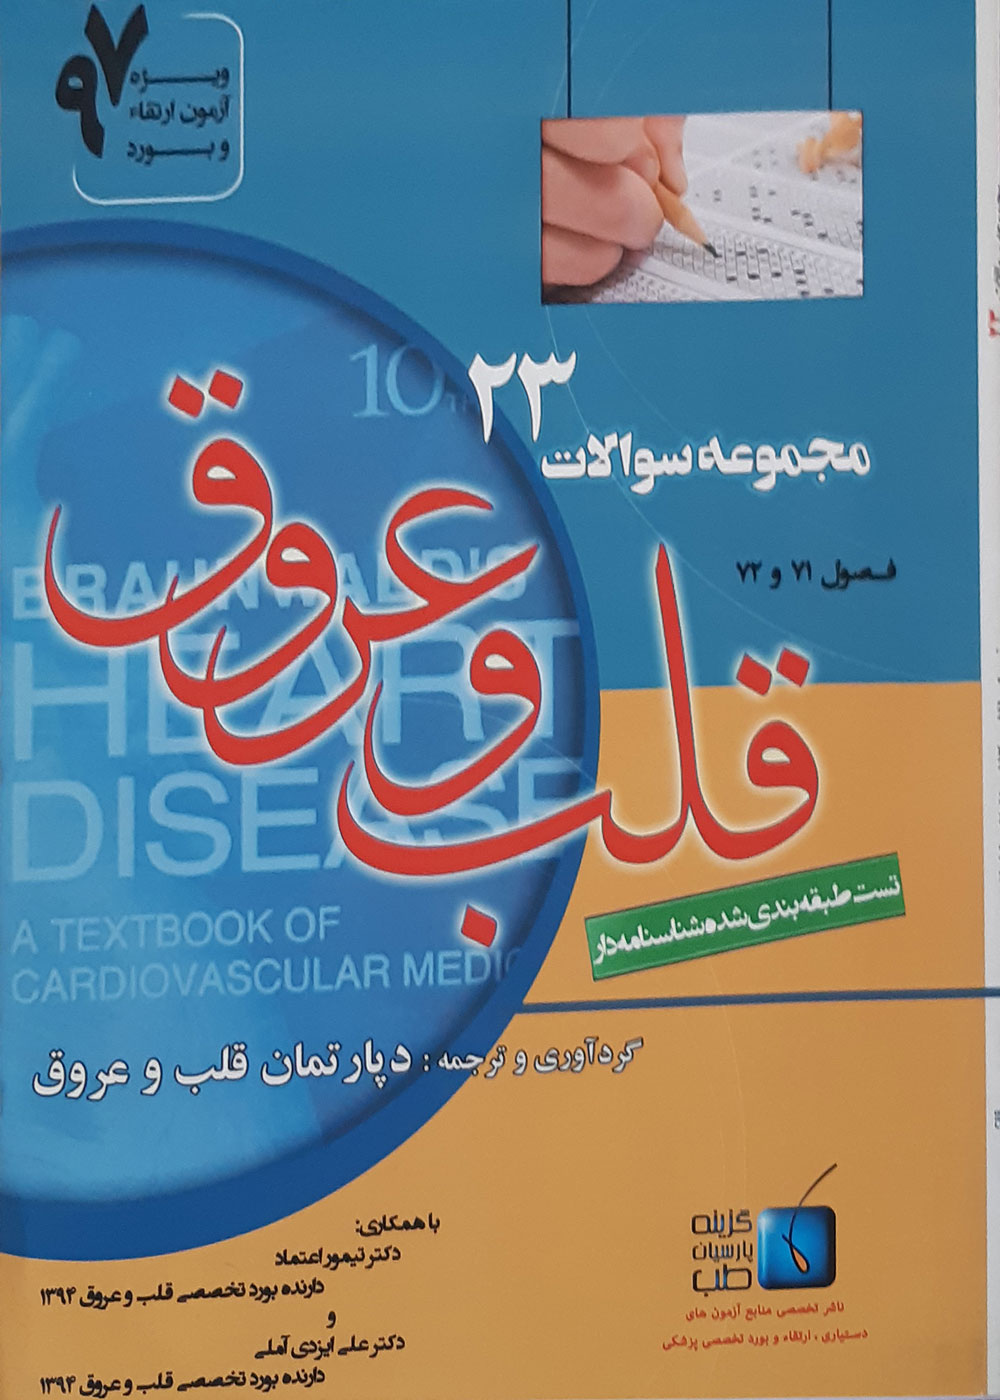 ویژه
آزمون ارتقاء
و بورد
۹۷
10TH
مجموعه سوالات ۲۳
فصول ۷۱ و ۷۲
قلب و عروق
BRAUNWALD'S
HEART
DISEASE
A TEXTBOOK OF
CARDIOVASCULAR MEDIC
تست طبقه‌بندی شده شناسنامه‌دار
گردآوری و ترجمه: دپارتمان قلب و عروق
با همکاری:
دکتر تیمور اعتماد
دارنده بورد تخصصی قلب و عروق ۱۳۹۴
و
دکتر علی ایزدی آملی
دارنده بورد تخصصی قلب و عروق ۱۳۹۴
گزینه
پارسیان
طب
ناشر تخصصی منابع آزمون های
دستیاری، ارتقاء و بورد تخصصی پزشکی
۲۳